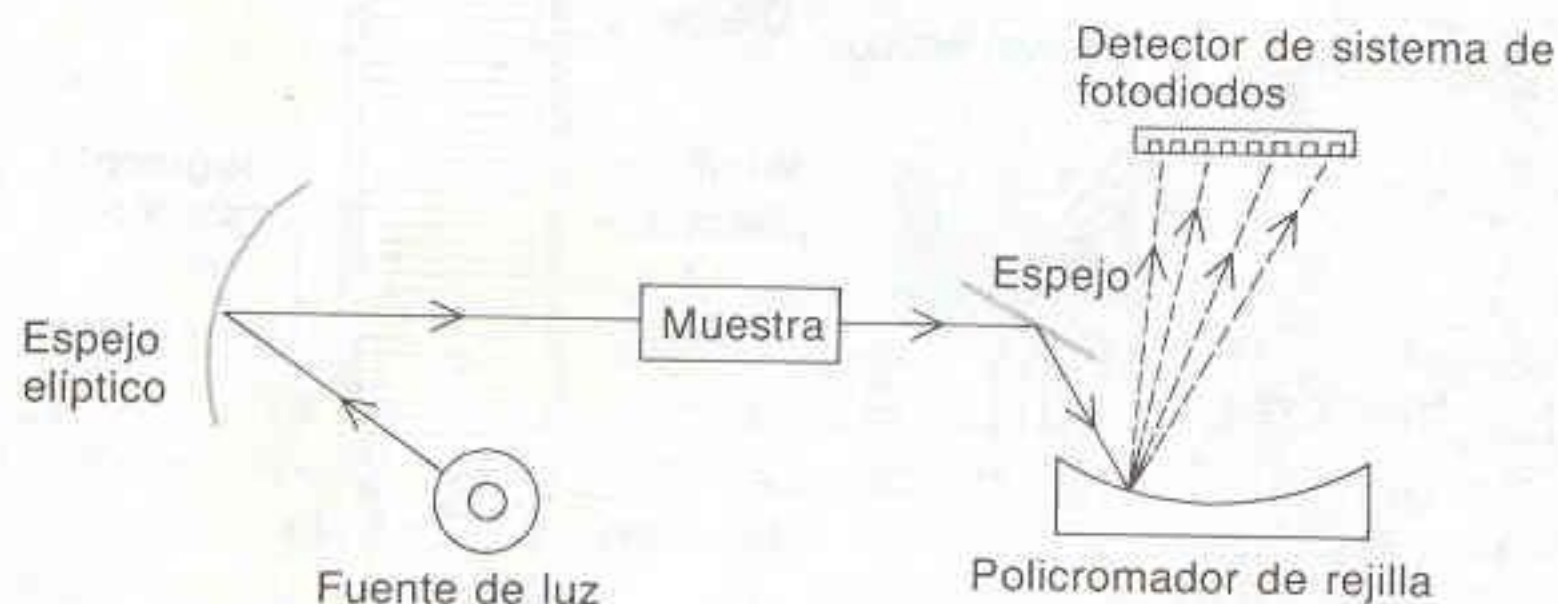 Detector de sistema de
fotodiodos
Espejo
Muestra
Espejo
elíptico
Fuente de luz
Policromador de rejilla